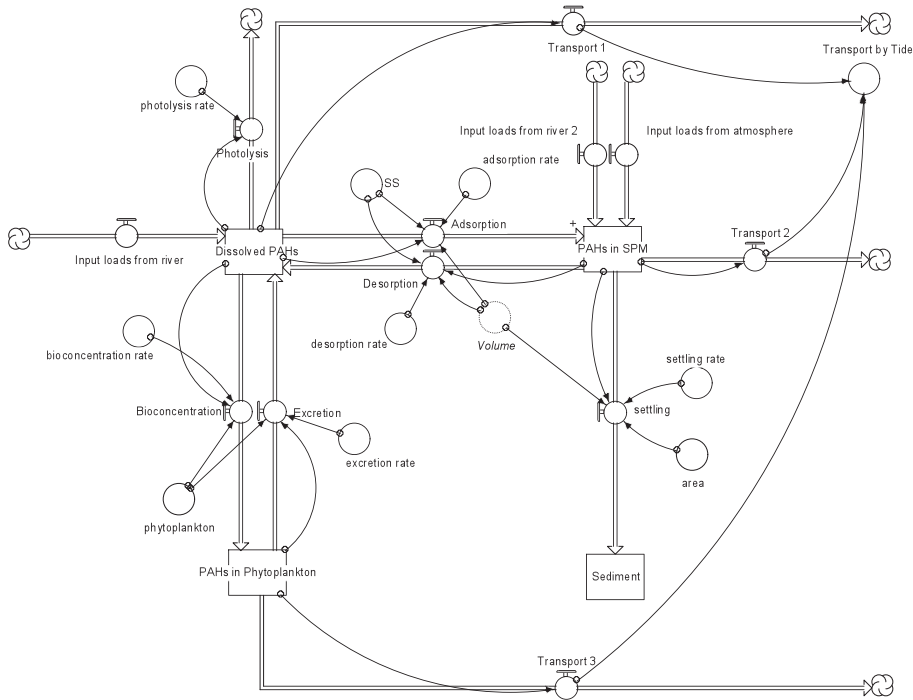 Transport 1
Transport by Tide
photolysis rate
Photolysis
Input loads from river 2
Input loads from atmosphere
SS
adsorption rate
Adsorption
+
Input loads from river
Dissolved PAHs
PAHs in SPM
Transport 2
Desorption
desorption rate
Volume
bioconcentration rate
settling rate
Bioconcentration
Excretion
settling
excretion rate
area
phytoplankton
PAHs in Phytoplankton
Sediment
Transport 3